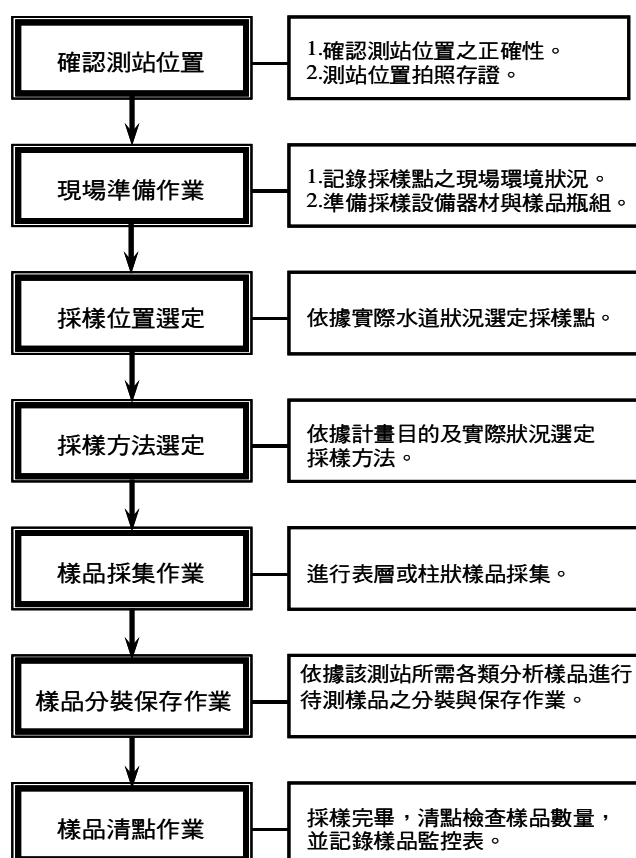 確認測站位置
1.確認測站位置之正確性。
2.測站位置拍照存證。
現場準備作業
1.記錄採樣點之現場環境狀況。
2.準備採樣設備器材與樣品瓶組。
採樣位置選定
依據實際水道狀況選定採樣點。
採樣方法選定
依據計畫目的及實際狀況選定
採樣方法。
樣品採集作業
進行表層或柱狀樣品採集。
樣品分裝保存作業
依據該測站所需各類分析樣品進行
待測樣品之分裝與保存作業。
樣品清點作業
採樣完畢，清點檢查樣品數量，
並記錄樣品監控表。